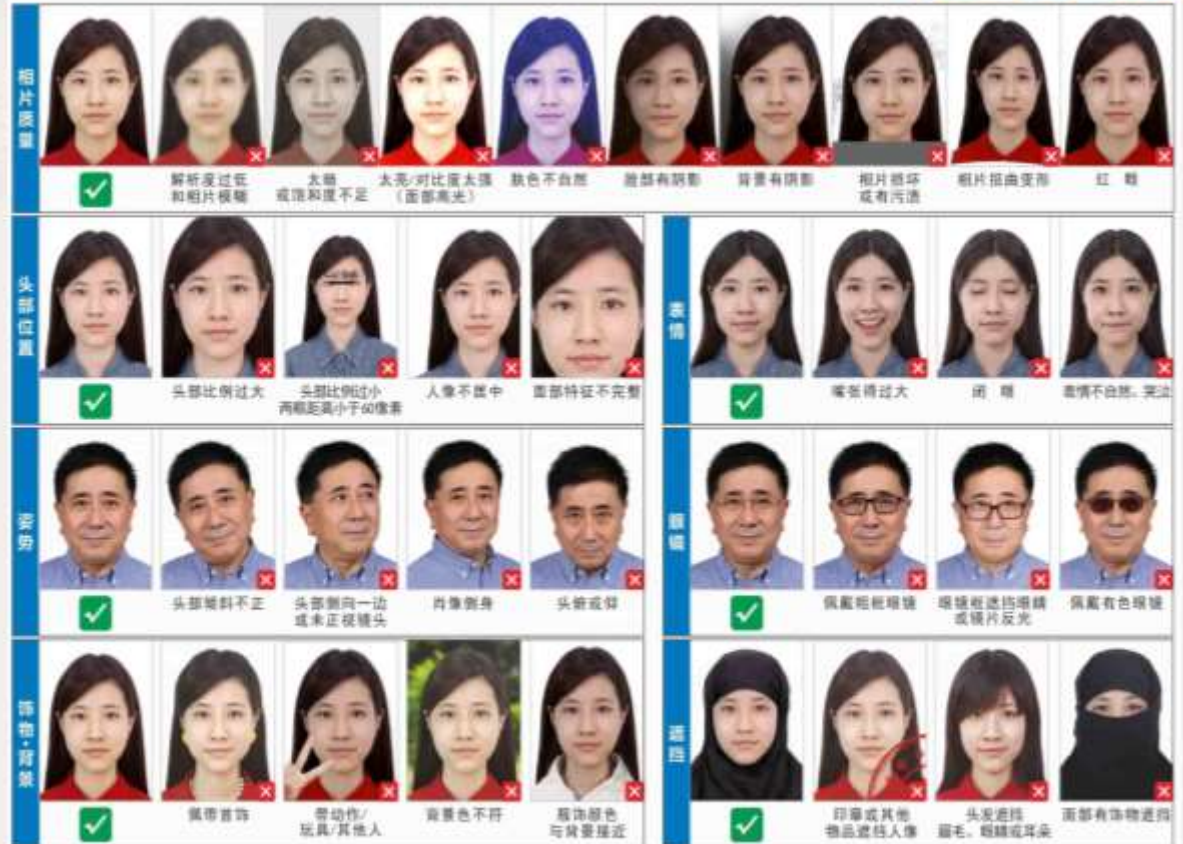 相片质量
解析度过低
和相片模糊
太暗
或饱和度不足
太亮/对比度太强
（面部高光）
肤色不自然
脸部有阴影
背景有阴影
相片损坏
或有污渍
相片扭曲变形
红 眼
头部位置
头部比例过大
头部比例过小
两眼距离小于60像素
人像不居中
面部特征不完整
表情
嘴张得过大
闭 眼
表情不自然、哭泣
姿势
头部倾斜不正
头部侧向一边
或未正视镜头
肖像侧身
头俯或仰
眼镜
佩戴粗框眼镜
眼镜框遮挡眼睛
或镜片反光
佩戴有色眼镜
饰物·背景
佩带首饰
带动作/
玩具/其他人
背景色不符
服饰颜色
与背景接近
遮挡
印章或其他
物品遮挡人像
头发遮挡
眉毛、眼睛或耳朵
面部有饰物遮挡